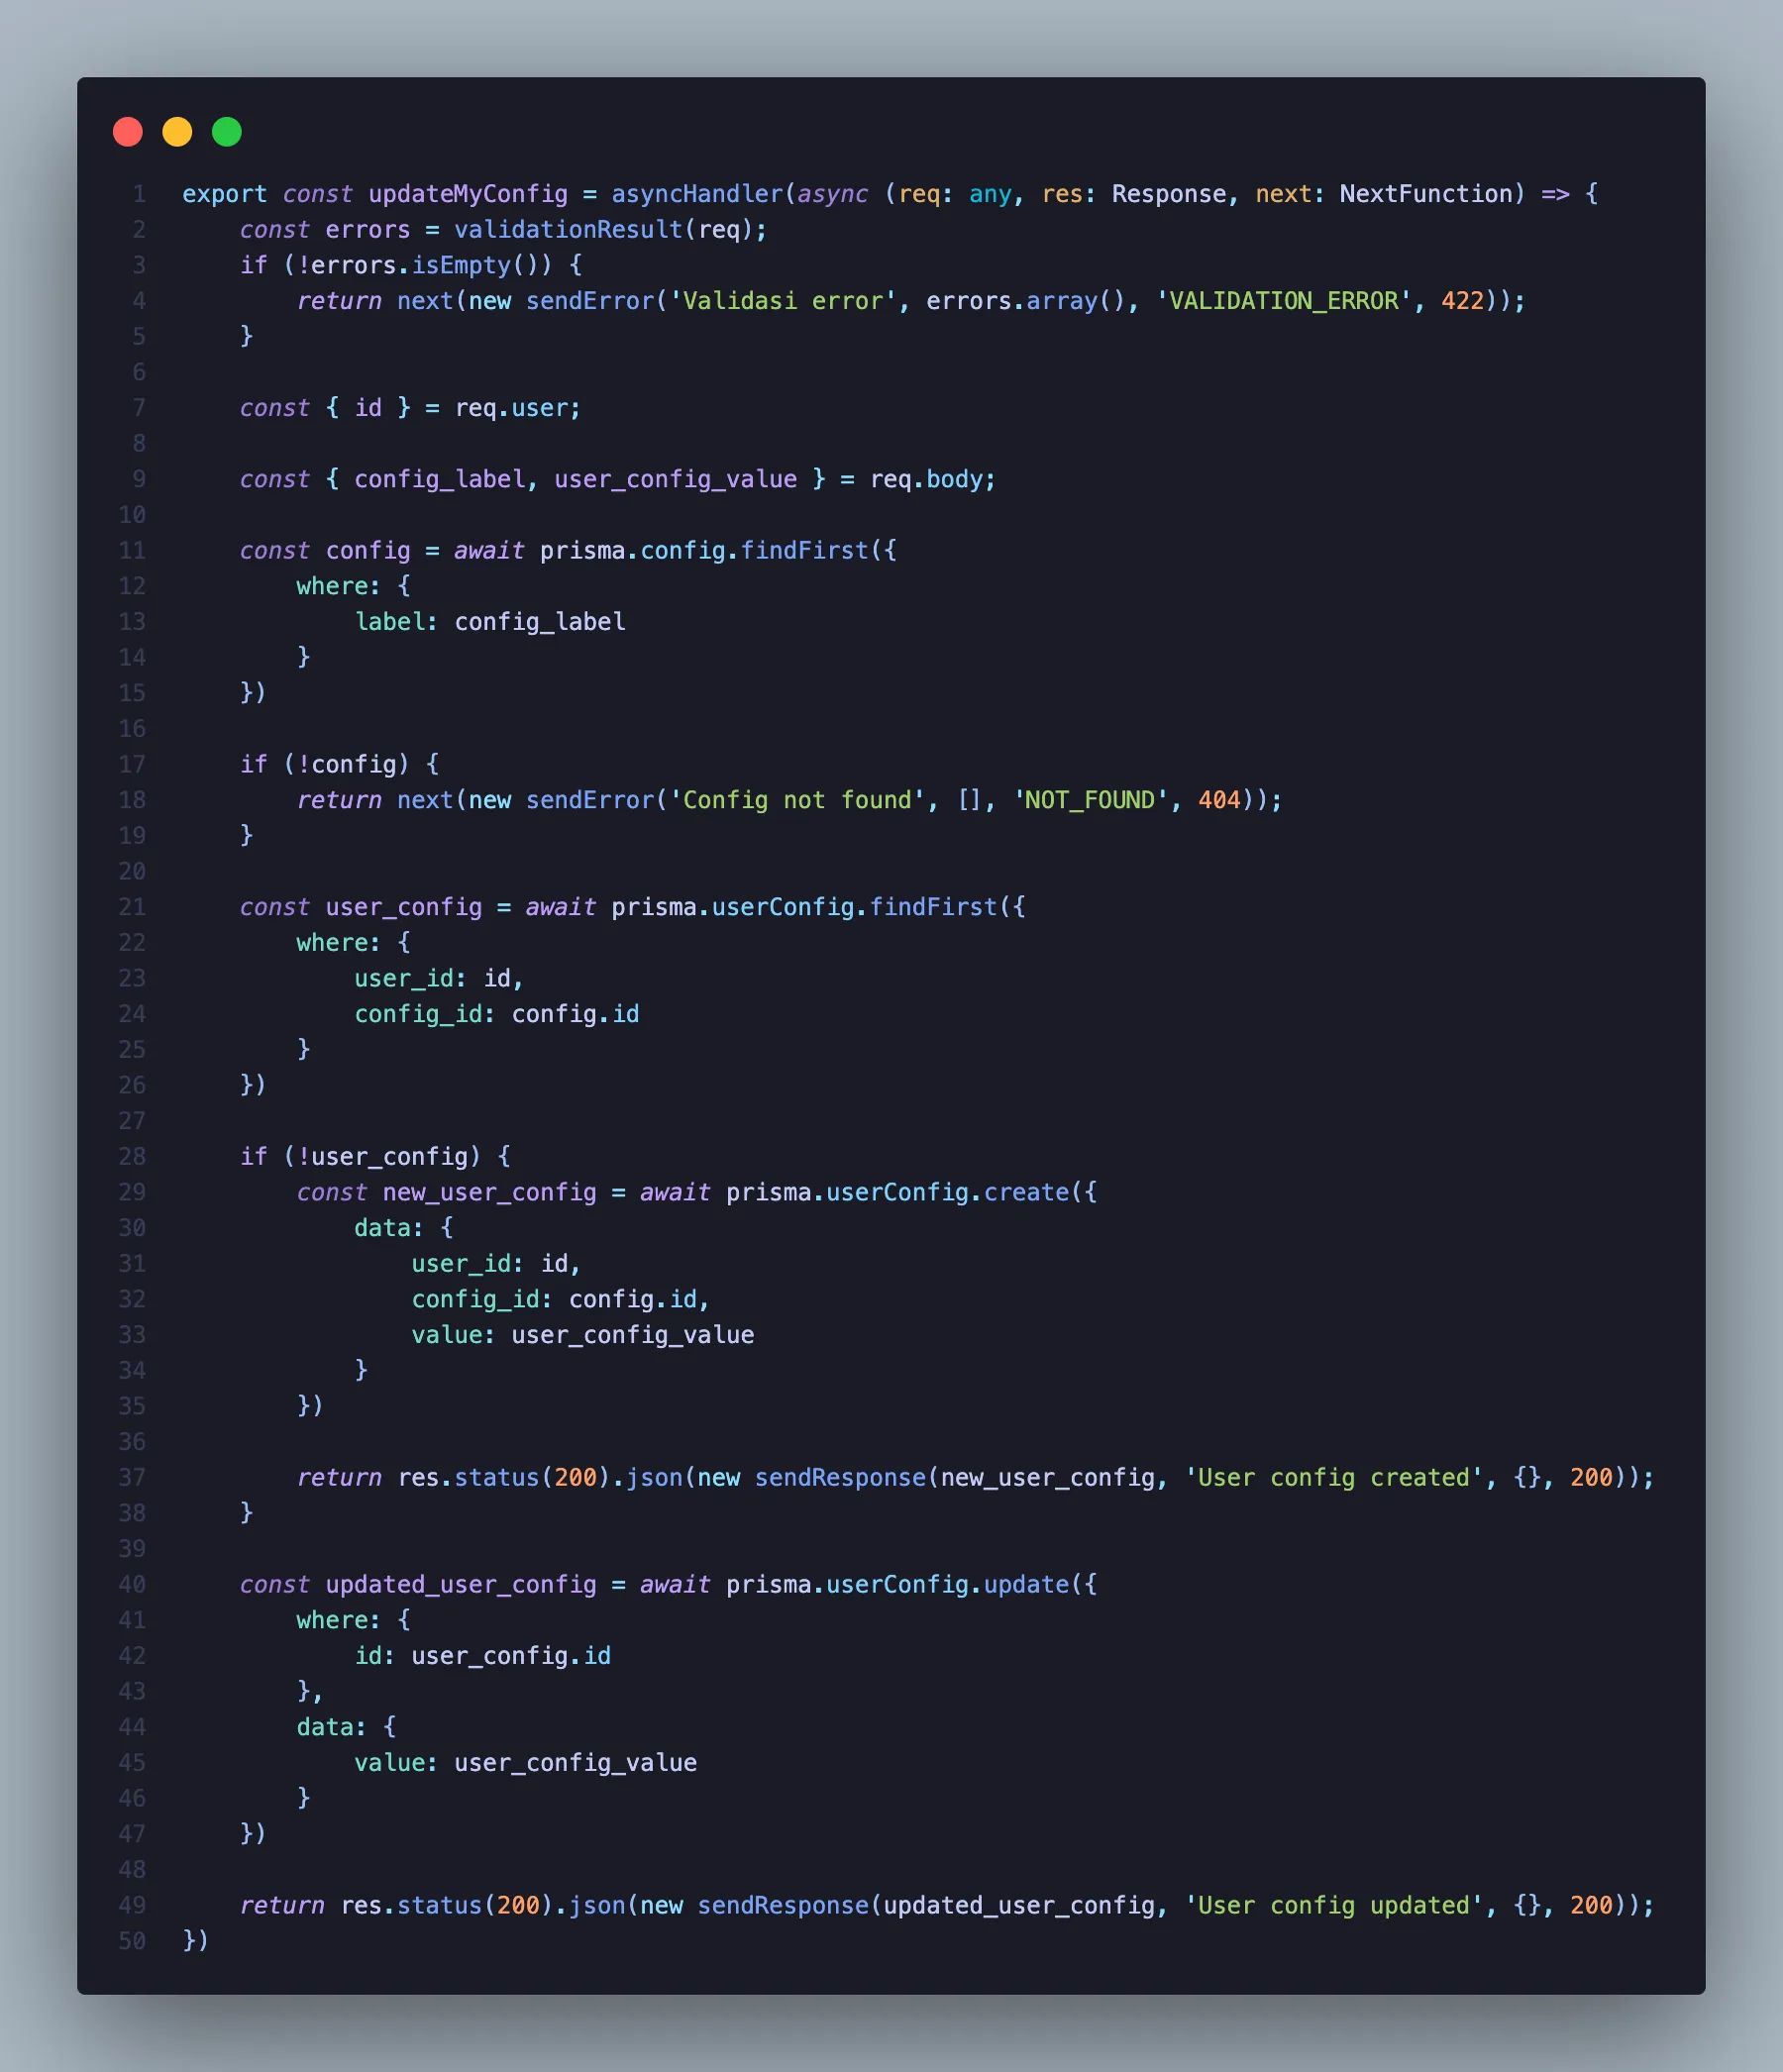 1 export const updateMyConfig = asyncHandler(async (req: any, res: Response, next: NextFunction) => {
2     const errors = validationResult(req);
3     if (!errors.isEmpty()) {
4         return next(new sendError('Validasi error', errors.array(), 'VALIDATION_ERROR', 422));
5     }
6
7     const { id } = req.user;
8
9     const { config_label, user_config_value } = req.body;
10
11     const config = await prisma.config.findFirst({
12         where: {
13             label: config_label
14         }
15     })
16
17     if (!config) {
18         return next(new sendError('Config not found', [], 'NOT_FOUND', 404));
19     }
20
21     const user_config = await prisma.userConfig.findFirst({
22         where: {
23             user_id: id,
24             config_id: config.id
25         }
26     })
27
28     if (!user_config) {
29         const new_user_config = await prisma.userConfig.create({
30             data: {
31                 user_id: id,
32                 config_id: config.id,
33                 value: user_config_value
34             }
35         })
36
37         return res.status(200).json(new sendResponse(new_user_config, 'User config created', {}, 200));
38     }
39
40     const updated_user_config = await prisma.userConfig.update({
41         where: {
42             id: user_config.id
43         },
44         data: {
45             value: user_config_value
46         }
47     })
48
49     return res.status(200).json(new sendResponse(updated_user_config, 'User config updated', {}, 200));
50 })